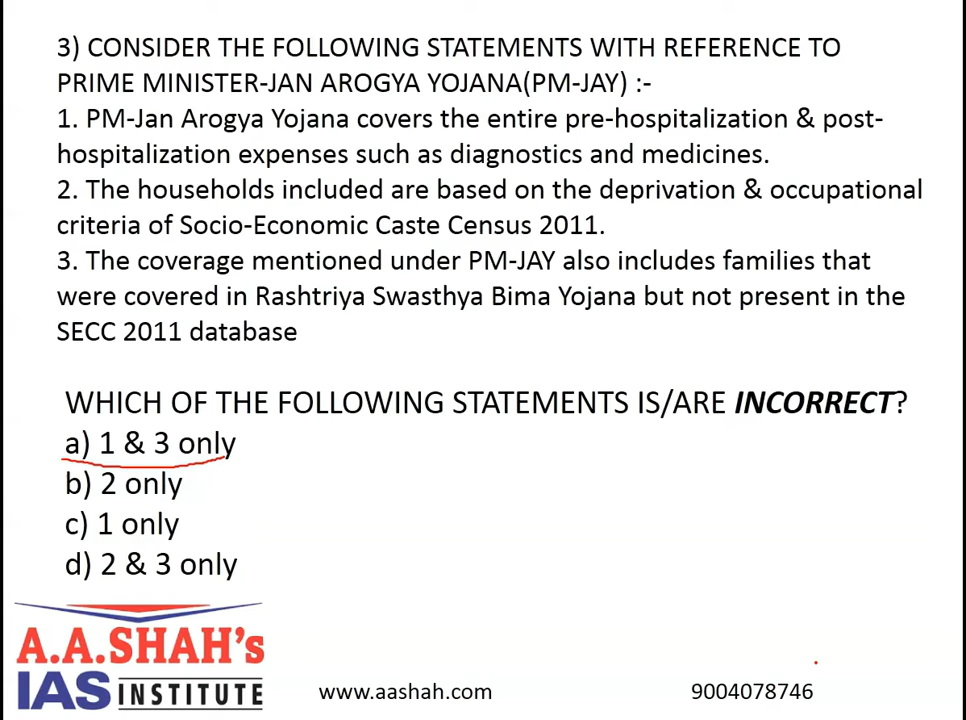 3) CONSIDER THE FOLLOWING STATEMENTS WITH REFERENCE TO
PRIME MINISTER-JAN AROGYA YOJANA(PM-JAY) :-
1. PM-Jan Arogya Yojana covers the entire pre-hospitalization & post-
hospitalization expenses such as diagnostics and medicines.
2. The households included are based on the deprivation & occupational
criteria of Socio-Economic Caste Census 2011.
3. The coverage mentioned under PM-JAY also includes families that
were covered in Rashtriya Swasthya Bima Yojana but not present in the
SECC 2011 database
WHICH OF THE FOLLOWING STATEMENTS IS/ARE INCORRECT?
a) 1 & 3 only
b) 2 only
c) 1 only
d) 2 & 3 only
A.A.SHAH's
IAS INSTITUTE
www.aashah.com
9004078746